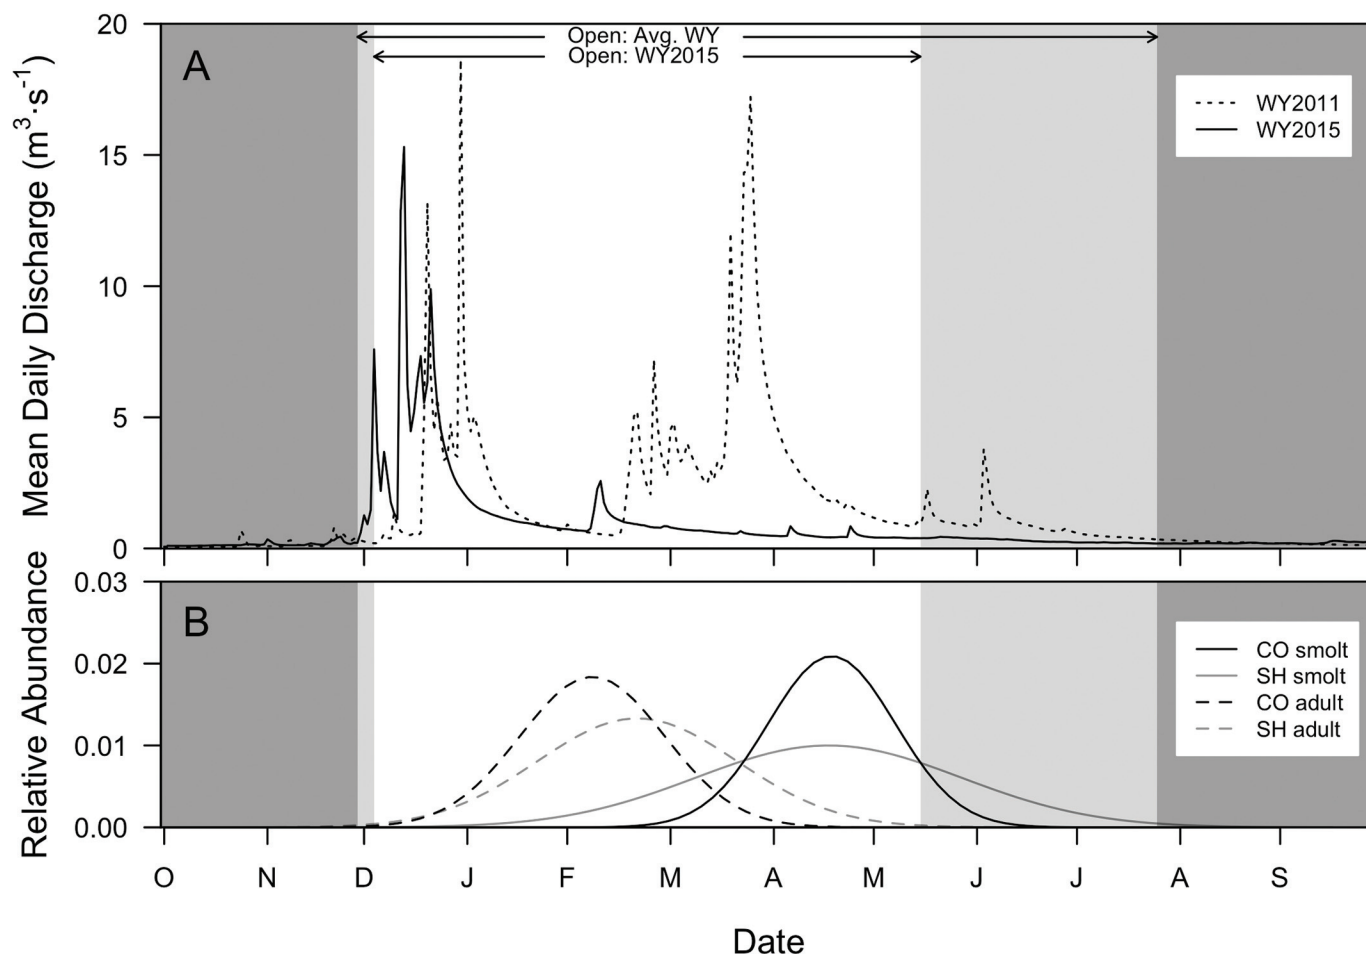 A
Open: Avg. WY
Open: WY2015
WY2011
WY2015
Mean Daily Discharge (m³·s⁻¹)
20
15
10
5
0
B
CO smolt
SH smolt
CO adult
SH adult
Relative Abundance
0.03
0.02
0.01
0.00
O N D J F M A M J J A S
Date